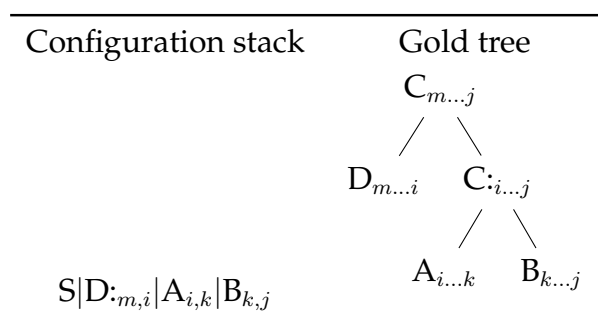 Configuration stack Gold tree
C_{m...j}
D_{m...i} C:_{i...j}
A_{i...k} B_{k...j}
S|D:_{m,i}|A_{i,k}|B_{k,j}